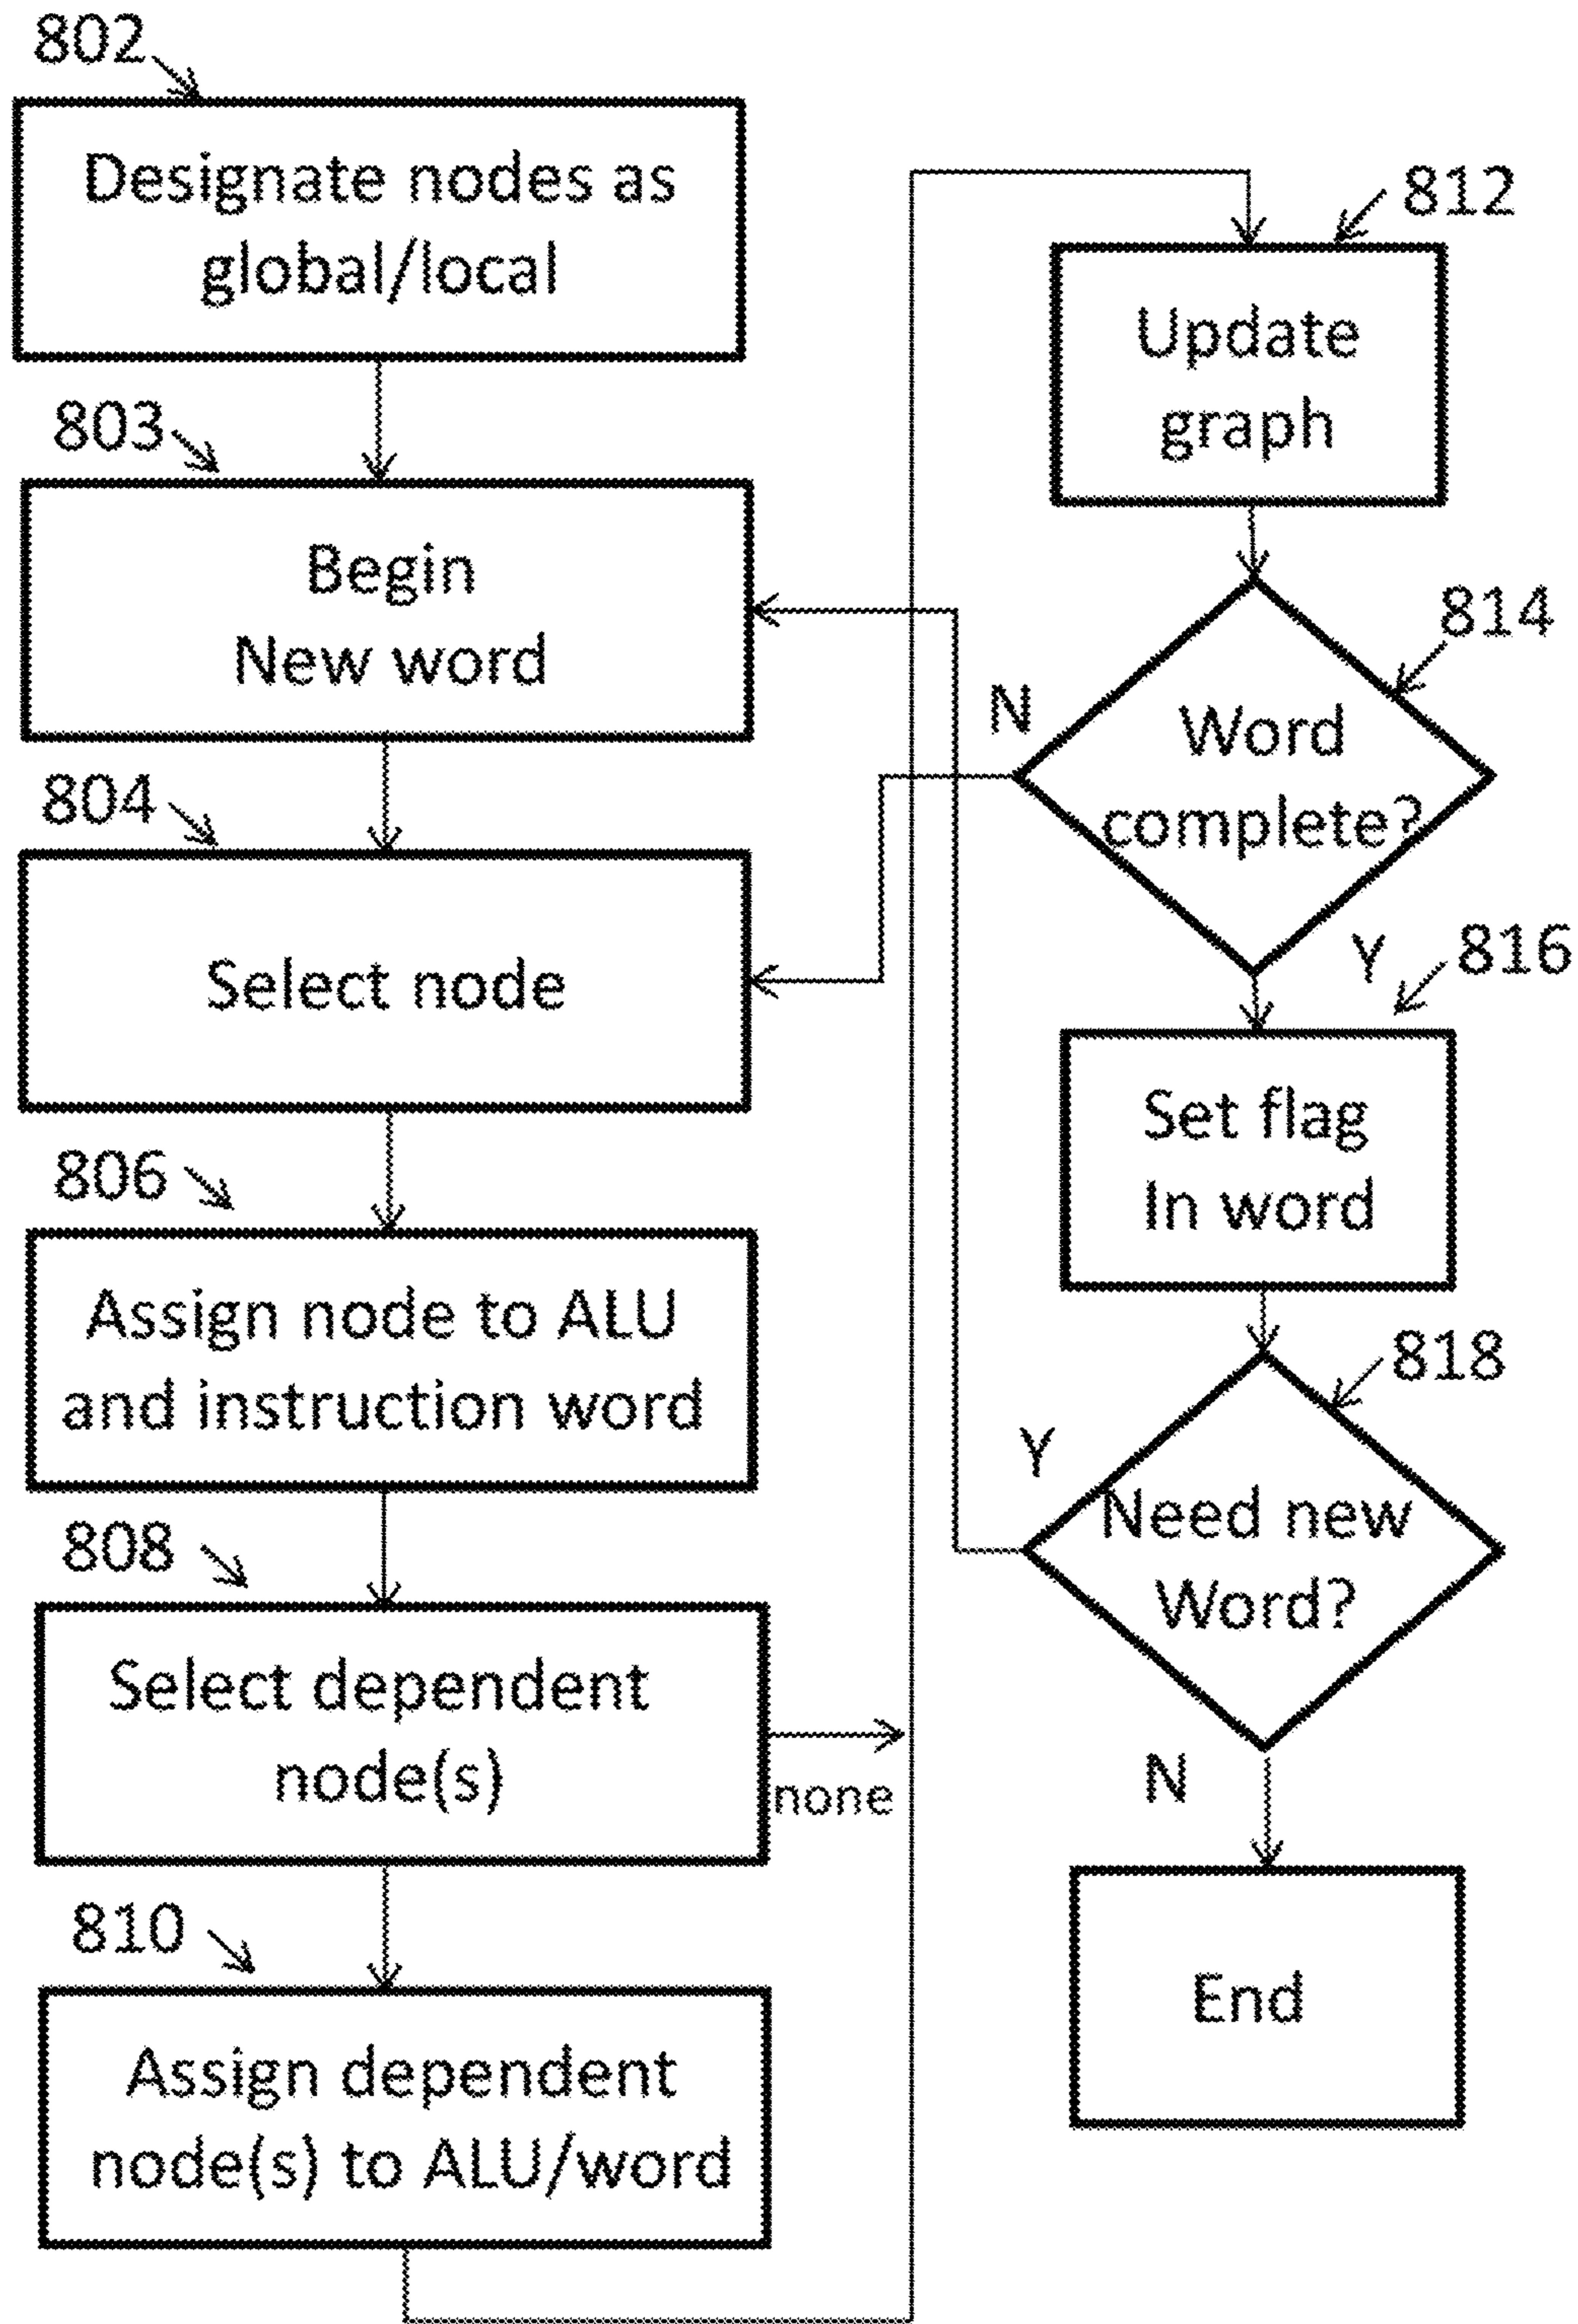 802
Designate nodes as
global/local
803
Begin
New word
804
Select node
806
Assign node to ALU
and instruction word
808
Select dependent
node(s)
none
810
Assign dependent
node(s) to ALU/word
812
Update
graph
814
N
Word
complete?
Y
816
Set flag
In word
818
Y
Need new
Word?
N
End